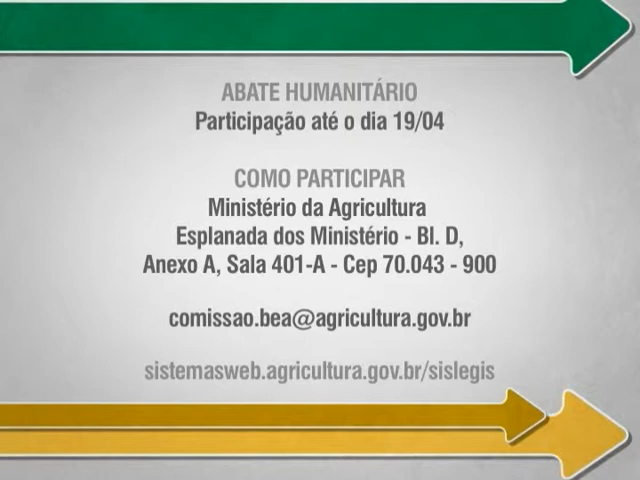 ABATE HUMANITÁRIO
Participação até o dia 19/04
COMO PARTICIPAR
Ministério da Agricultura
Esplanada dos Ministério - Bl. D,
Anexo A, Sala 401-A - Cep 70.043 - 900
comissao.bea@agricultura.gov.br
sistemasweb.agricultura.gov.br/sislegis